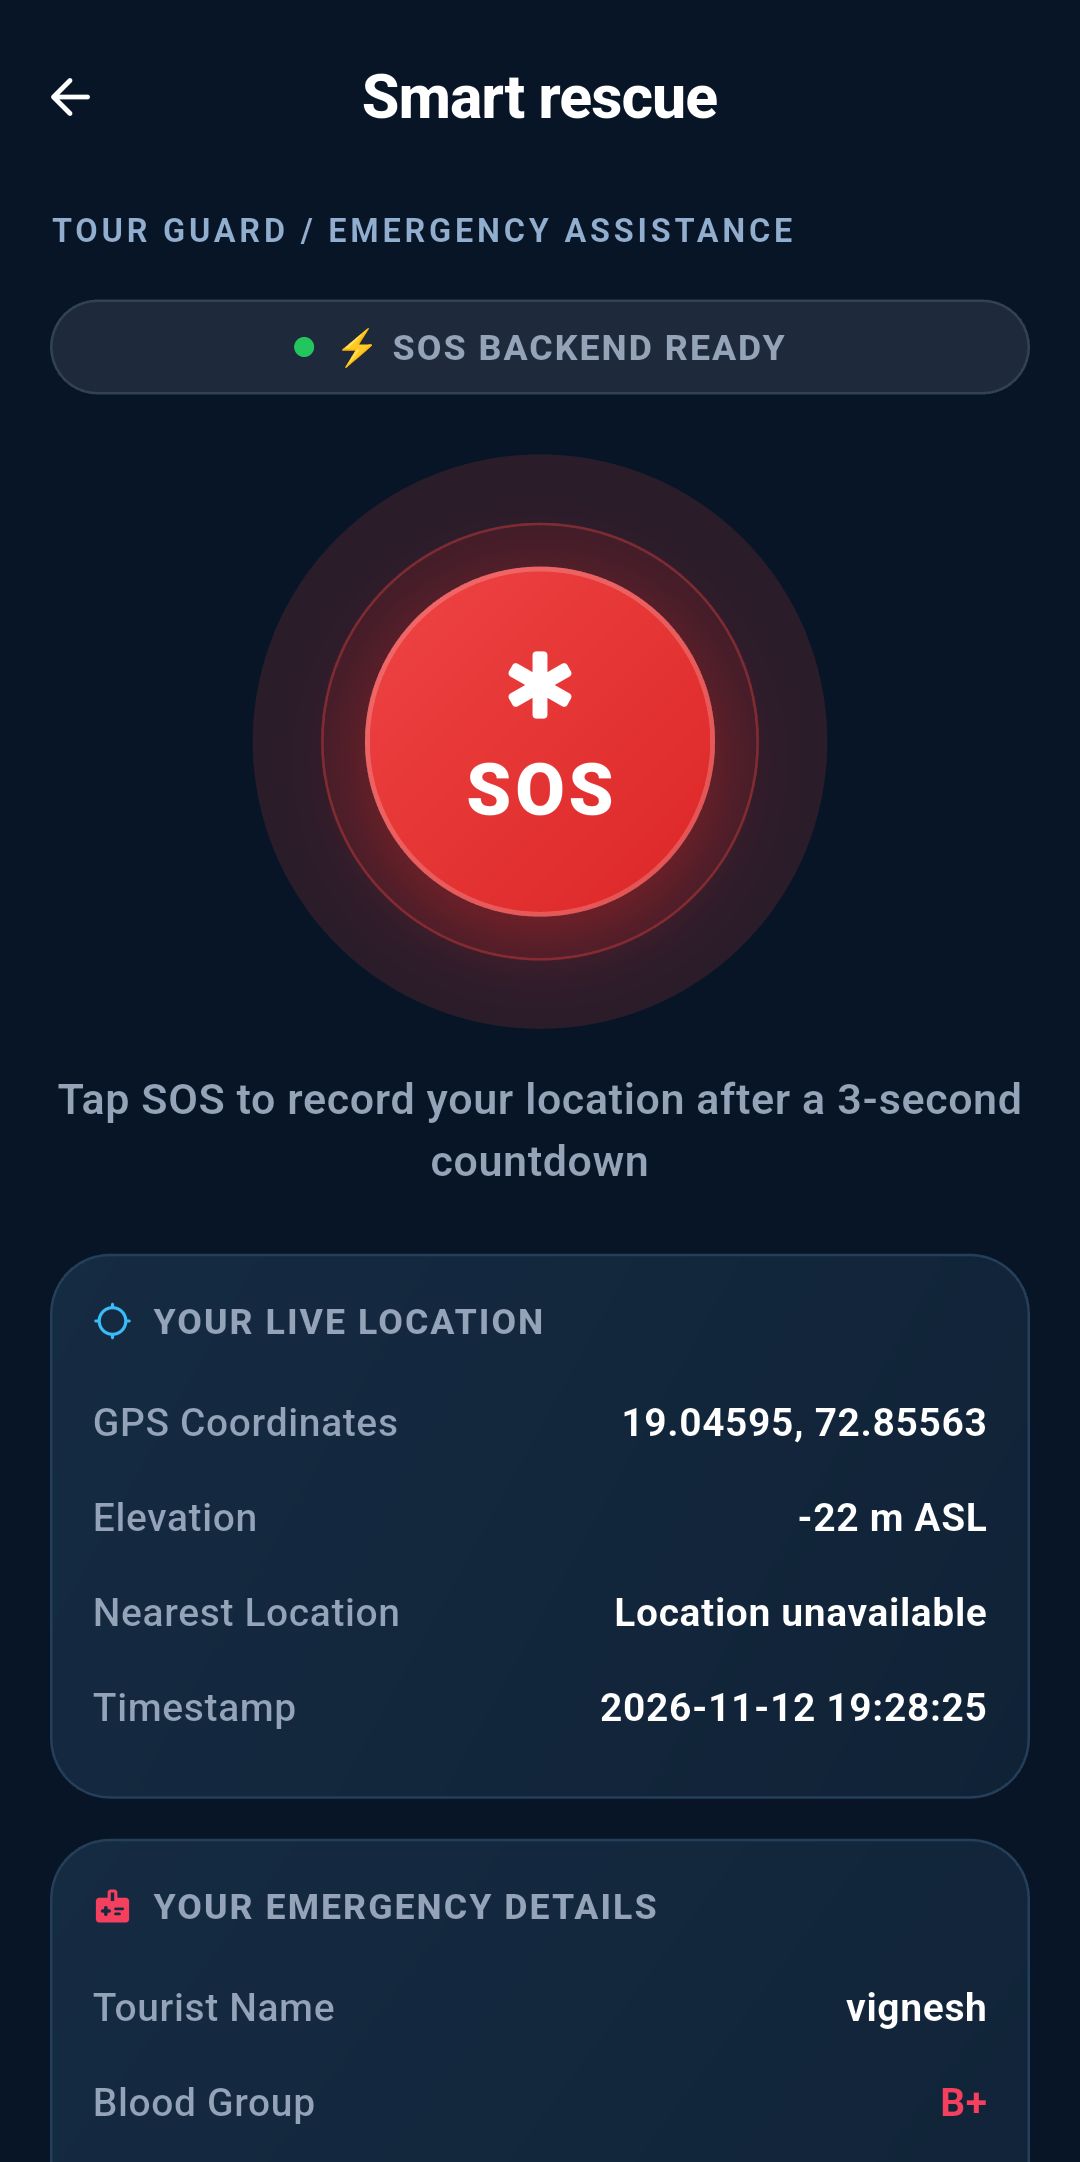 Smart rescue
TOUR GUARD / EMERGENCY ASSISTANCE
⚡ SOS BACKEND READY
SOS
Tap SOS to record your location after a 3-second
countdown
YOUR LIVE LOCATION
GPS Coordinates 19.04595, 72.85563
Elevation -22 m ASL
Nearest Location Location unavailable
Timestamp 2026-11-12 19:28:25
YOUR EMERGENCY DETAILS
Tourist Name vignesh
Blood Group B+